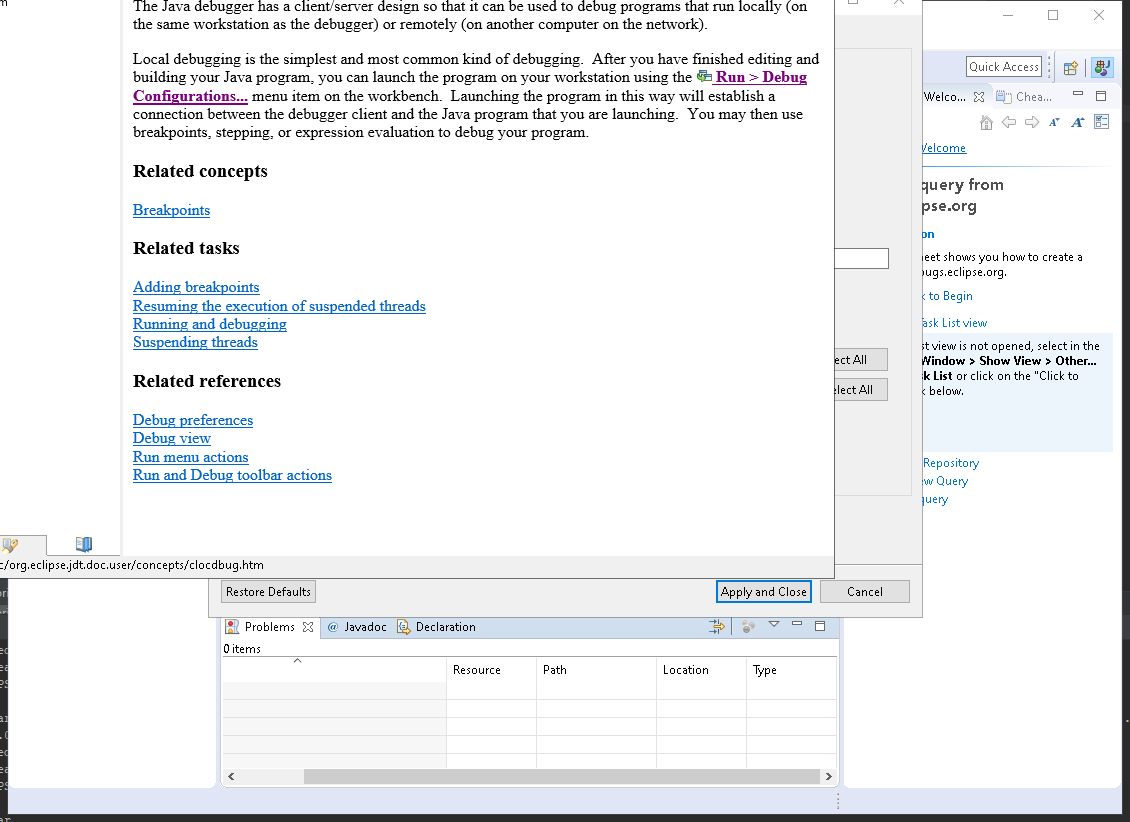 The Java debugger has a client/server design so that it can be used to debug programs that run locally (on
the same workstation as the debugger) or remotely (on another computer on the network).
Local debugging is the simplest and most common kind of debugging.  After you have finished editing and
building your Java program, you can launch the program on your workstation using the Run > Debug
Configurations... menu item on the workbench.  Launching the program in this way will establish a
connection between the debugger client and the Java program that you are launching.  You may then use
breakpoints, stepping, or expression evaluation to debug your program.
Related concepts
Breakpoints
Related tasks
Adding breakpoints
Resuming the execution of suspended threads
Running and debugging
Suspending threads
Related references
Debug preferences
Debug view
Run menu actions
Run and Debug toolbar actions
c/org.eclipse.jdt.doc.user/concepts/clocdbug.htm
ect All
elect All
Restore Defaults
Apply and Close
Cancel
Quick Access
Welco...
Chea...
Welcome
query from
pse.org
on
eet shows you how to create a
ugs.eclipse.org.
to Begin
Task List view
st view is not opened, select in the
Window > Show View > Other...
k List or click on the "Click to
below.
Repository
ew Query
query
Problems
@ Javadoc
Declaration
0 items
Resource
Path
Location
Type